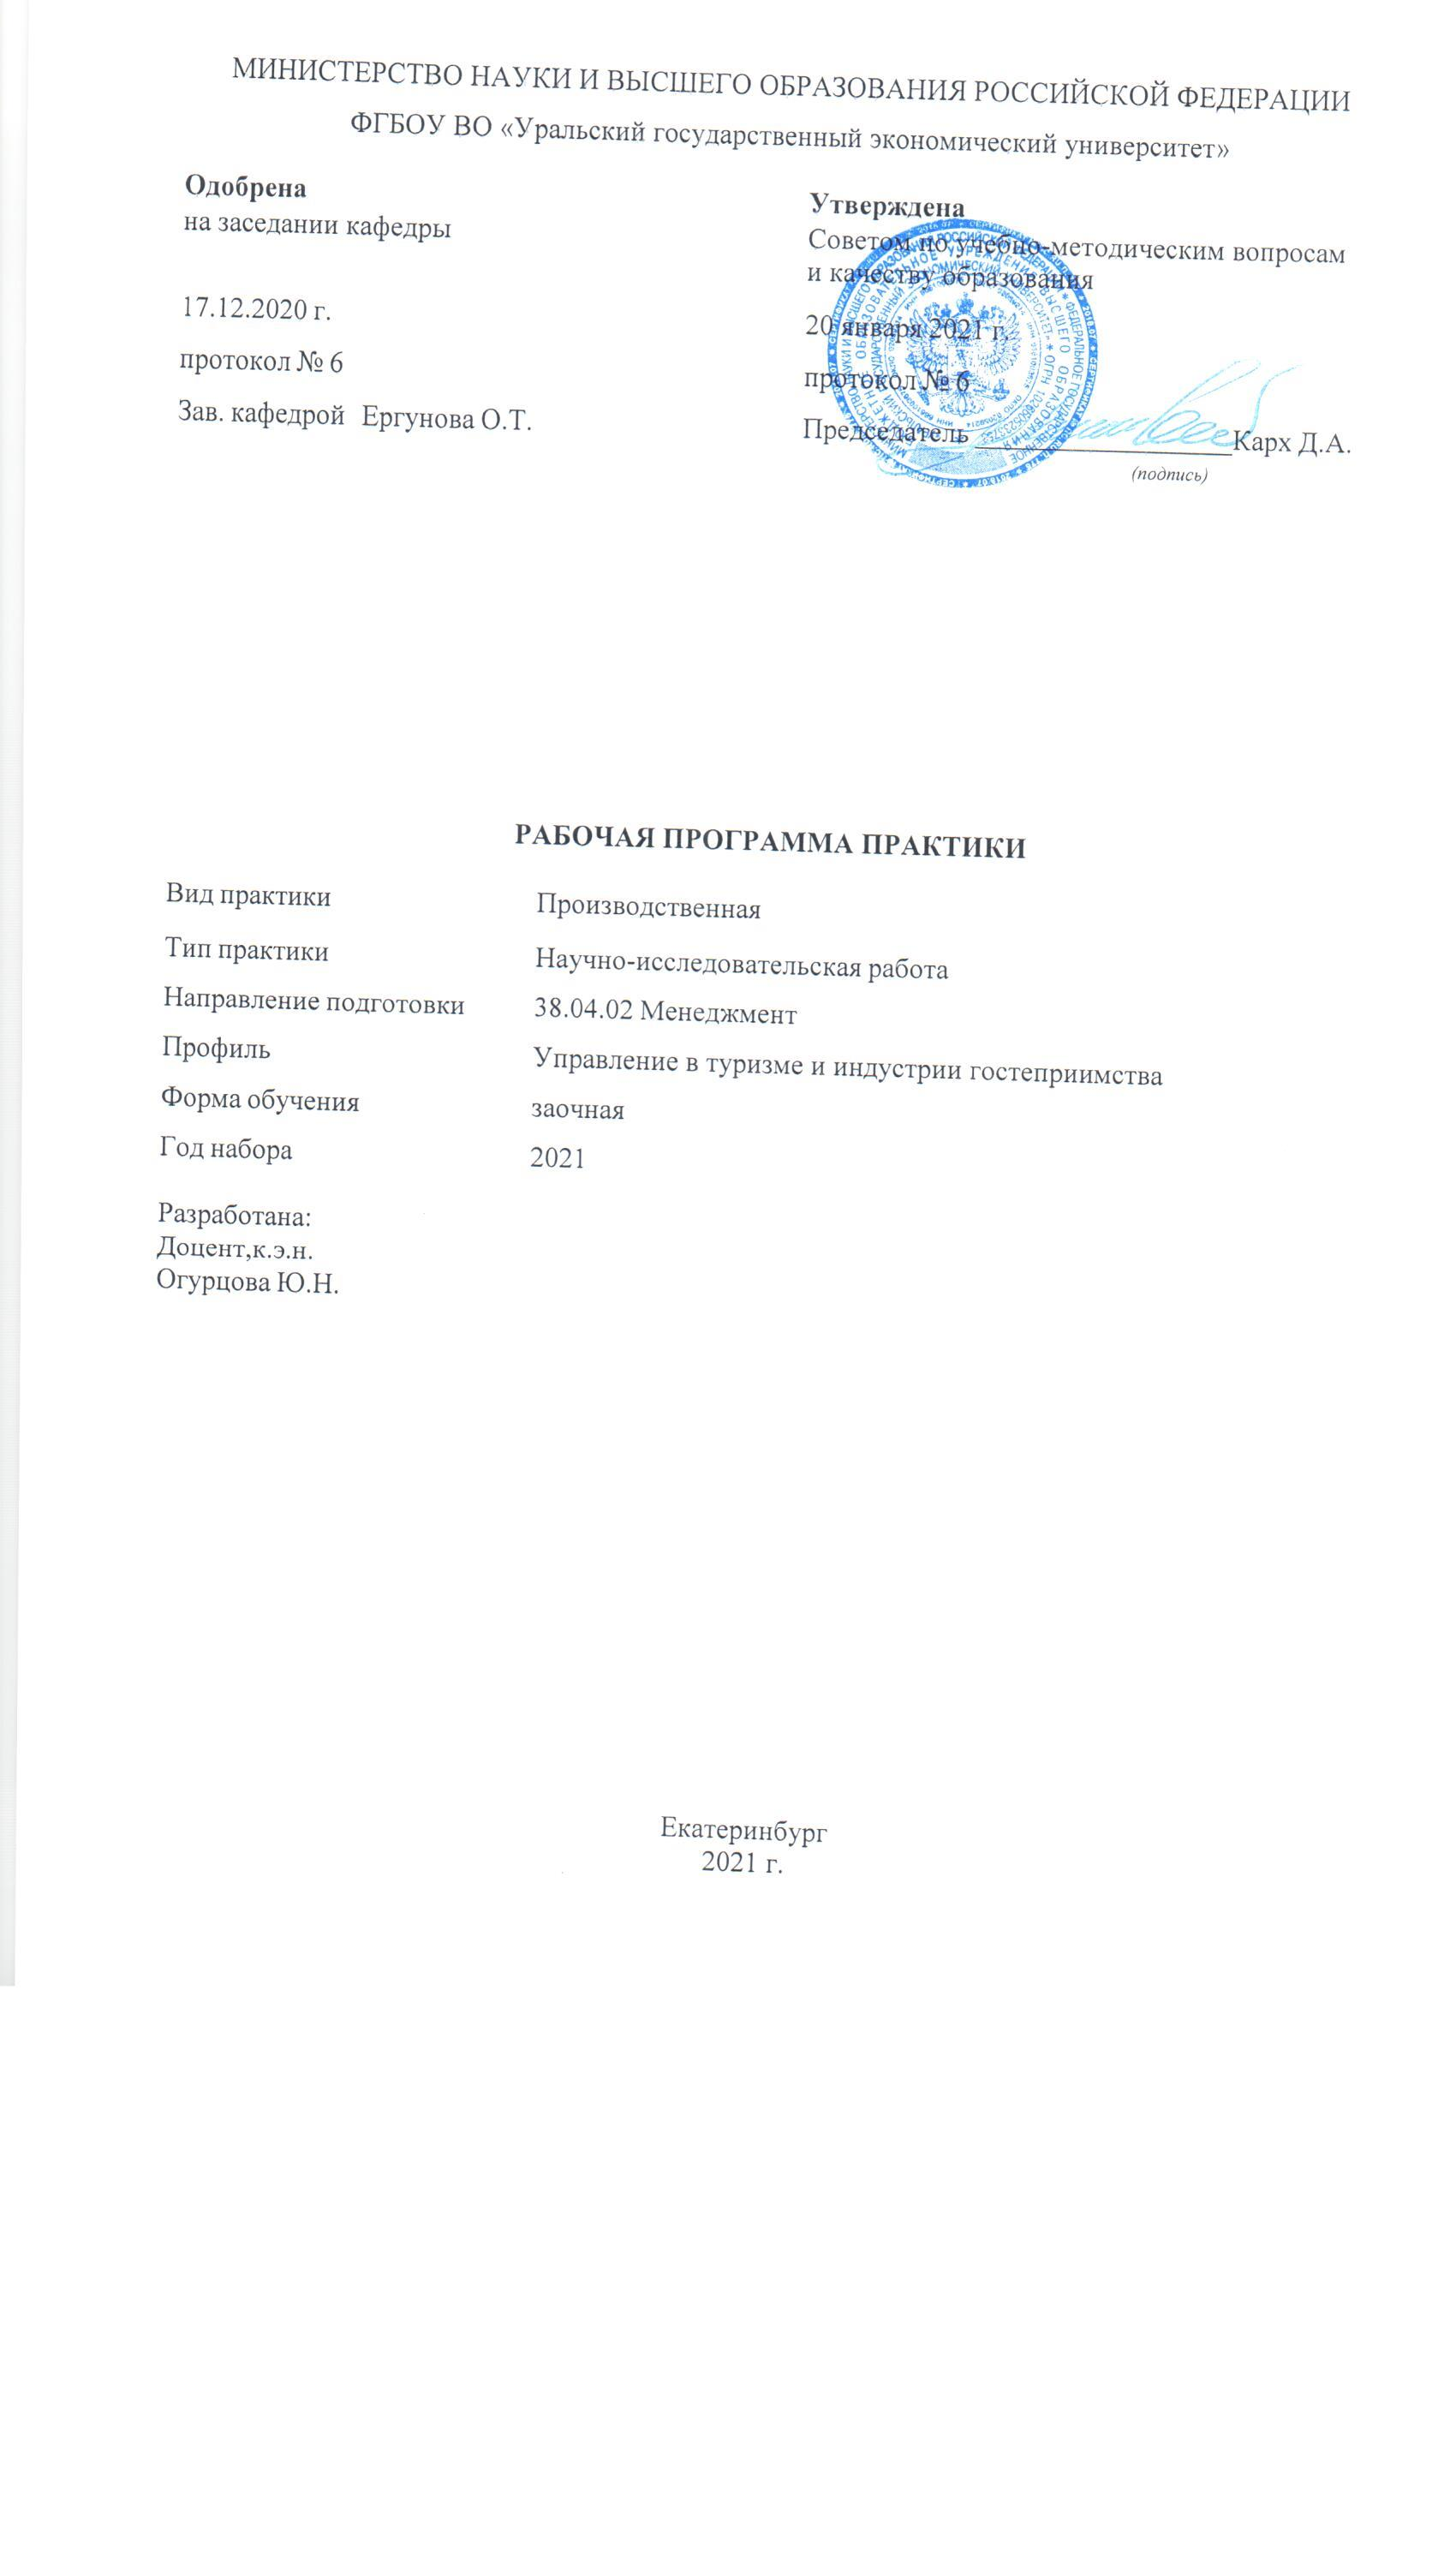 МИНИСТЕРСТВО НАУКИ И ВЫСШЕГО ОБРАЗОВАНИЯ РОССИЙСКОЙ ФЕДЕРАЦИИ
ФГБОУ ВО «Уральский государственный экономический университет»
Одобрена
на заседании кафедры
17.12.2020 г.
протокол № 6
Зав. кафедрой Ергунова О.Т.
Утверждена
Советом по учебно-методическим вопросам
и качеству образования
20 января 2021 г.
протокол № 6
Председатель Карх Д.А.
(подпись)
РАБОЧАЯ ПРОГРАММА ПРАКТИКИ
Вид практики Производственная
Тип практики Научно-исследовательская работа
Направление подготовки 38.04.02 Менеджмент
Профиль Управление в туризме и индустрии гостеприимства
Форма обучения заочная
Год набора 2021
Разработана:
Доцент,к.э.н.
Огурцова Ю.Н.
Екатеринбург
2021 г.